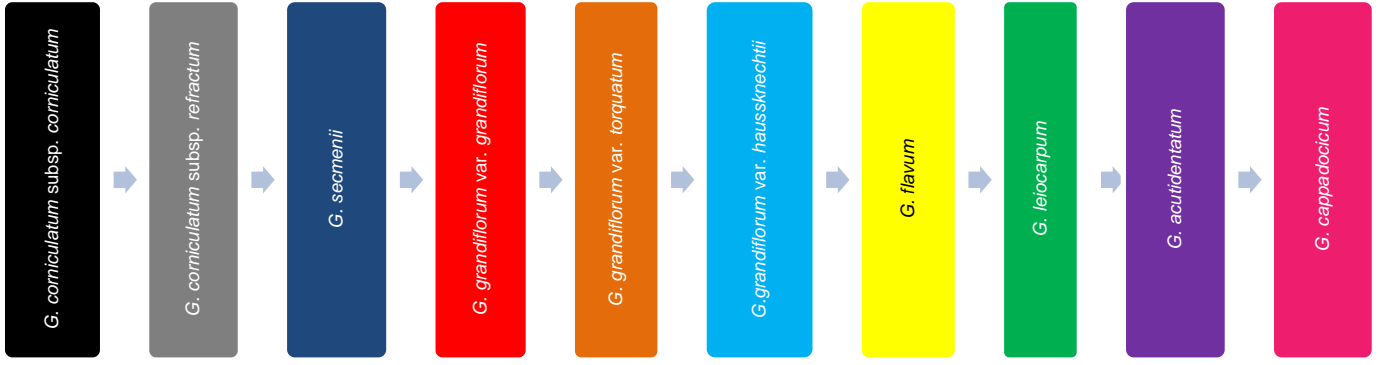 G. corniculatum subsp. corniculatum
G. corniculatum subsp. refractum
G. secmenii
G. grandiflorum var. grandiflorum
G. grandiflorum var. torquatum
G.grandiflorum var. haussknechtii
G. flavum
G. leiocarpum
G. acutidentatum
G. cappadocicum